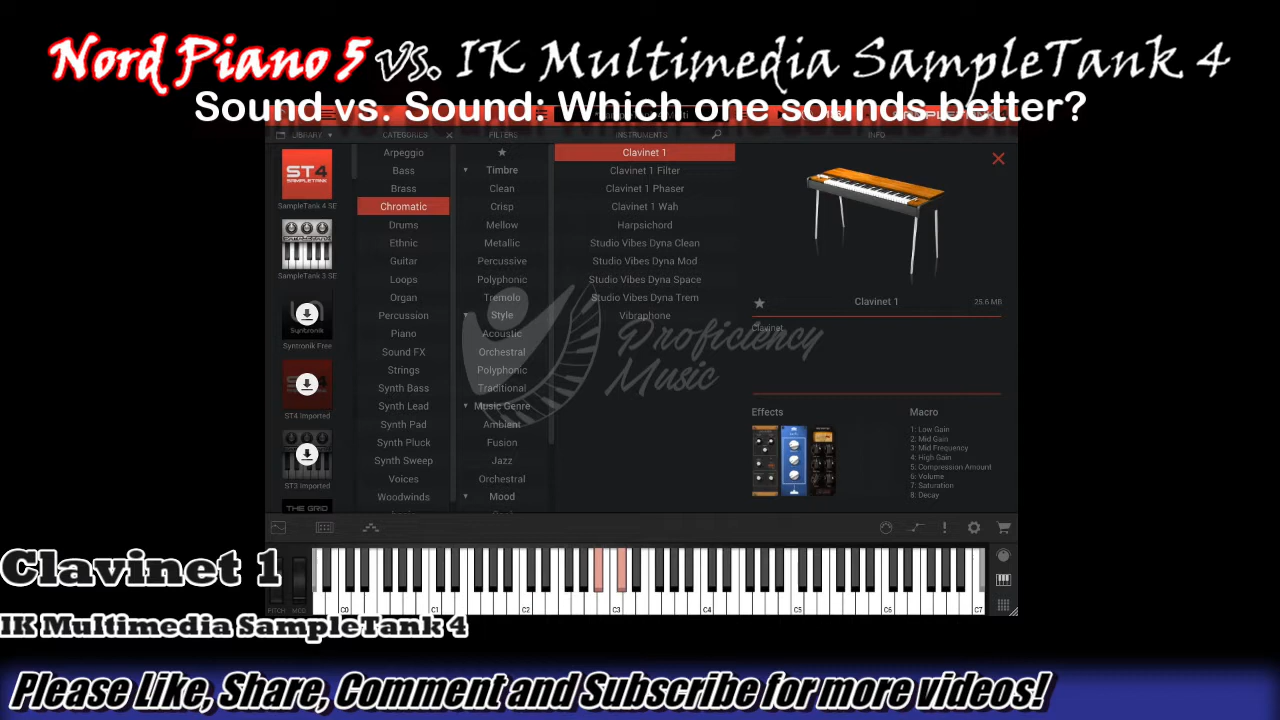 Nord Piano 5 vs. IK Multimedia SampleTank 4
Sound vs. Sound: Which one sounds better?
LIBRARY
CATEGORIES
FILTERS
INSTRUMENTS
INFO
ST4
SAMPLETANK
SampleTank 4 SE
SampleTank 3 SE
Syntronik
Syntronik Free
ST4 Imported
ST3 Imported
THE GRID
Arpeggio
Bass
Brass
Chromatic
Drums
Ethnic
Guitar
Loops
Organ
Percussion
Piano
Sound FX
Strings
Synth Bass
Synth Lead
Synth Pad
Synth Pluck
Synth Sweep
Voices
Woodwinds
Timbre
Clean
Crisp
Mellow
Metallic
Percussive
Polyphonic
Tremolo
Style
Acoustic
Orchestral
Polyphonic
Traditional
Music Genre
Ambient
Fusion
Jazz
Orchestral
Mood
Clavinet 1
Clavinet 1 Filter
Clavinet 1 Phaser
Clavinet 1 Wah
Harpsichord
Studio Vibes Dyna Clean
Studio Vibes Dyna Mod
Studio Vibes Dyna Space
Studio Vibes Dyna Trem
Vibraphone
Proficiency
Music
Clavinet 1
25.6 MB
Clavinet
Effects
Macro
1: Low Gain
2: Mid Gain
3: Mid Frequency
4: High Gain
5: Compression Amount
6: Volume
7: Saturation
8: Decay
PITCH
MOD
C0
C1
C2
C3
C4
C5
C6
C7
Clavinet 1
IK Multimedia SampleTank 4
Please Like, Share, Comment and Subscribe for more videos!